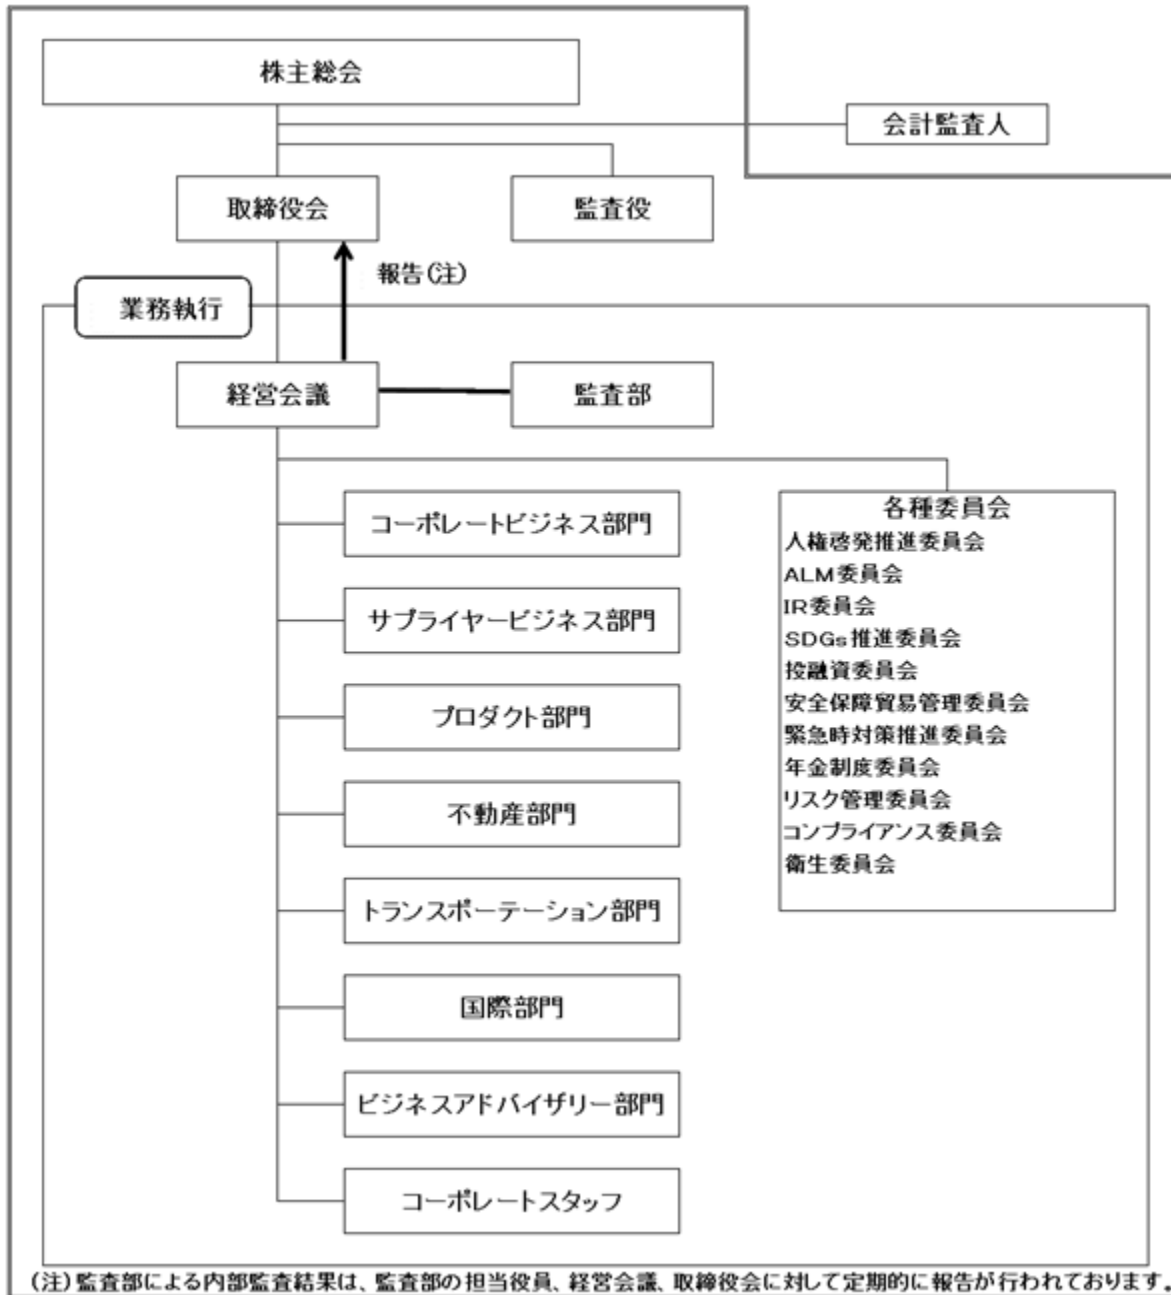 株主総会
会計監査人
取締役会
監査役
報告(注)
業務執行
経営会議
監査部
コーポレートビジネス部門
サプライヤービジネス部門
プロダクト部門
不動産部門
トランスポーテーション部門
国際部門
ビジネスアドバイザリー部門
コーポレートスタッフ
各種委員会
人権啓発推進委員会
ALM委員会
IR委員会
SDGs推進委員会
投融資委員会
安全保障貿易管理委員会
緊急時対策推進委員会
年金制度委員会
リスク管理委員会
コンプライアンス委員会
衛生委員会
(注)監査部による内部監査結果は、監査部の担当役員、経営会議、取締役会に対して定期的に報告が行われております。